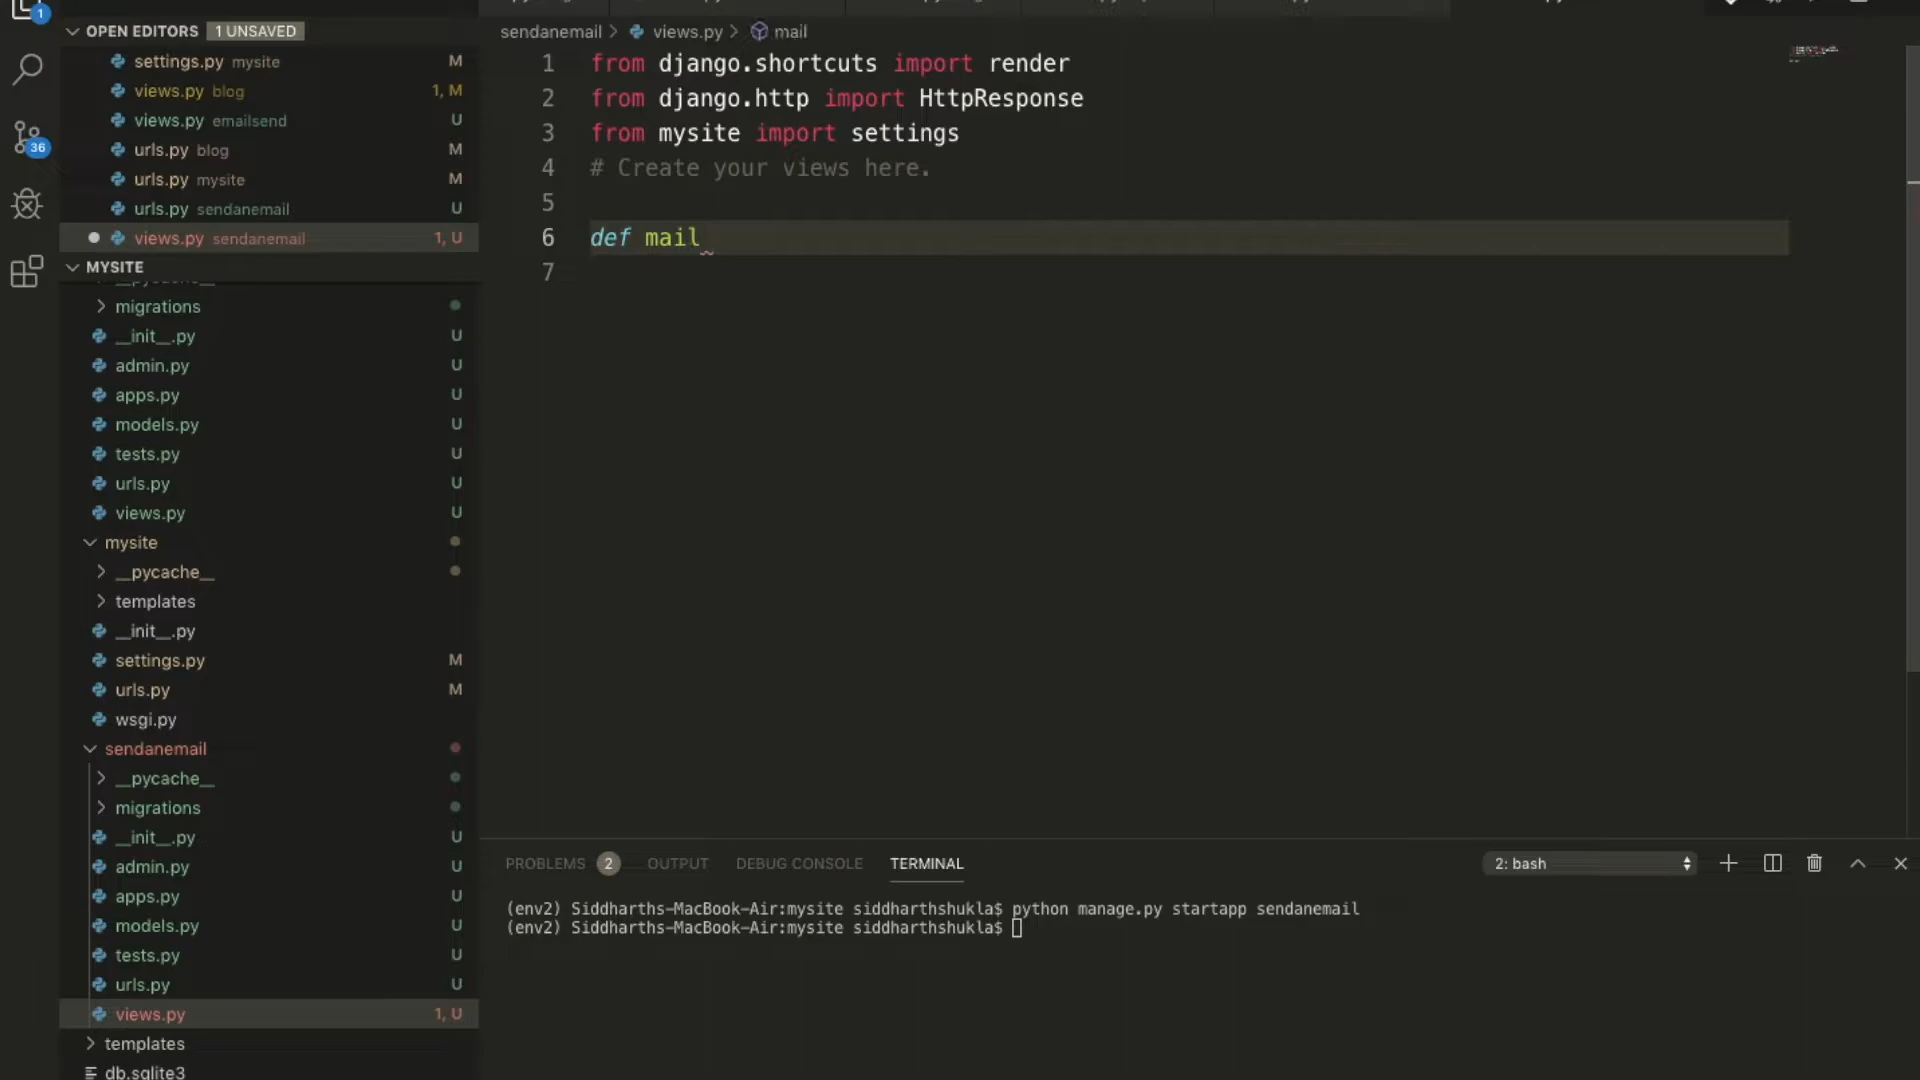 1
OPEN EDITORS 1 UNSAVED
settings.py mysite M
views.py blog 1, M
views.py emailsend U
urls.py blog M
urls.py mysite M
urls.py sendanemail U
views.py sendanemail 1, U
36
MYSITE
__pycache__
migrations
__init__.py U
admin.py U
apps.py U
models.py U
tests.py U
urls.py U
views.py U
mysite
__pycache__
templates
__init__.py
settings.py M
urls.py M
wsgi.py
sendanemail
__pycache__
migrations
__init__.py U
admin.py U
apps.py U
models.py U
tests.py U
urls.py U
views.py 1, U
templates
db.sqlite3
sendanemail > views.py > mail
1 from django.shortcuts import render
2 from django.http import HttpResponse
3 from mysite import settings
4 # Create your views here.
5
6 def mail
7
PROBLEMS 2 OUTPUT DEBUG CONSOLE TERMINAL 2: bash
(env2) Siddharths-MacBook-Air:mysite siddharthshukla$ python manage.py startapp sendanemail
(env2) Siddharths-MacBook-Air:mysite siddharthshukla$